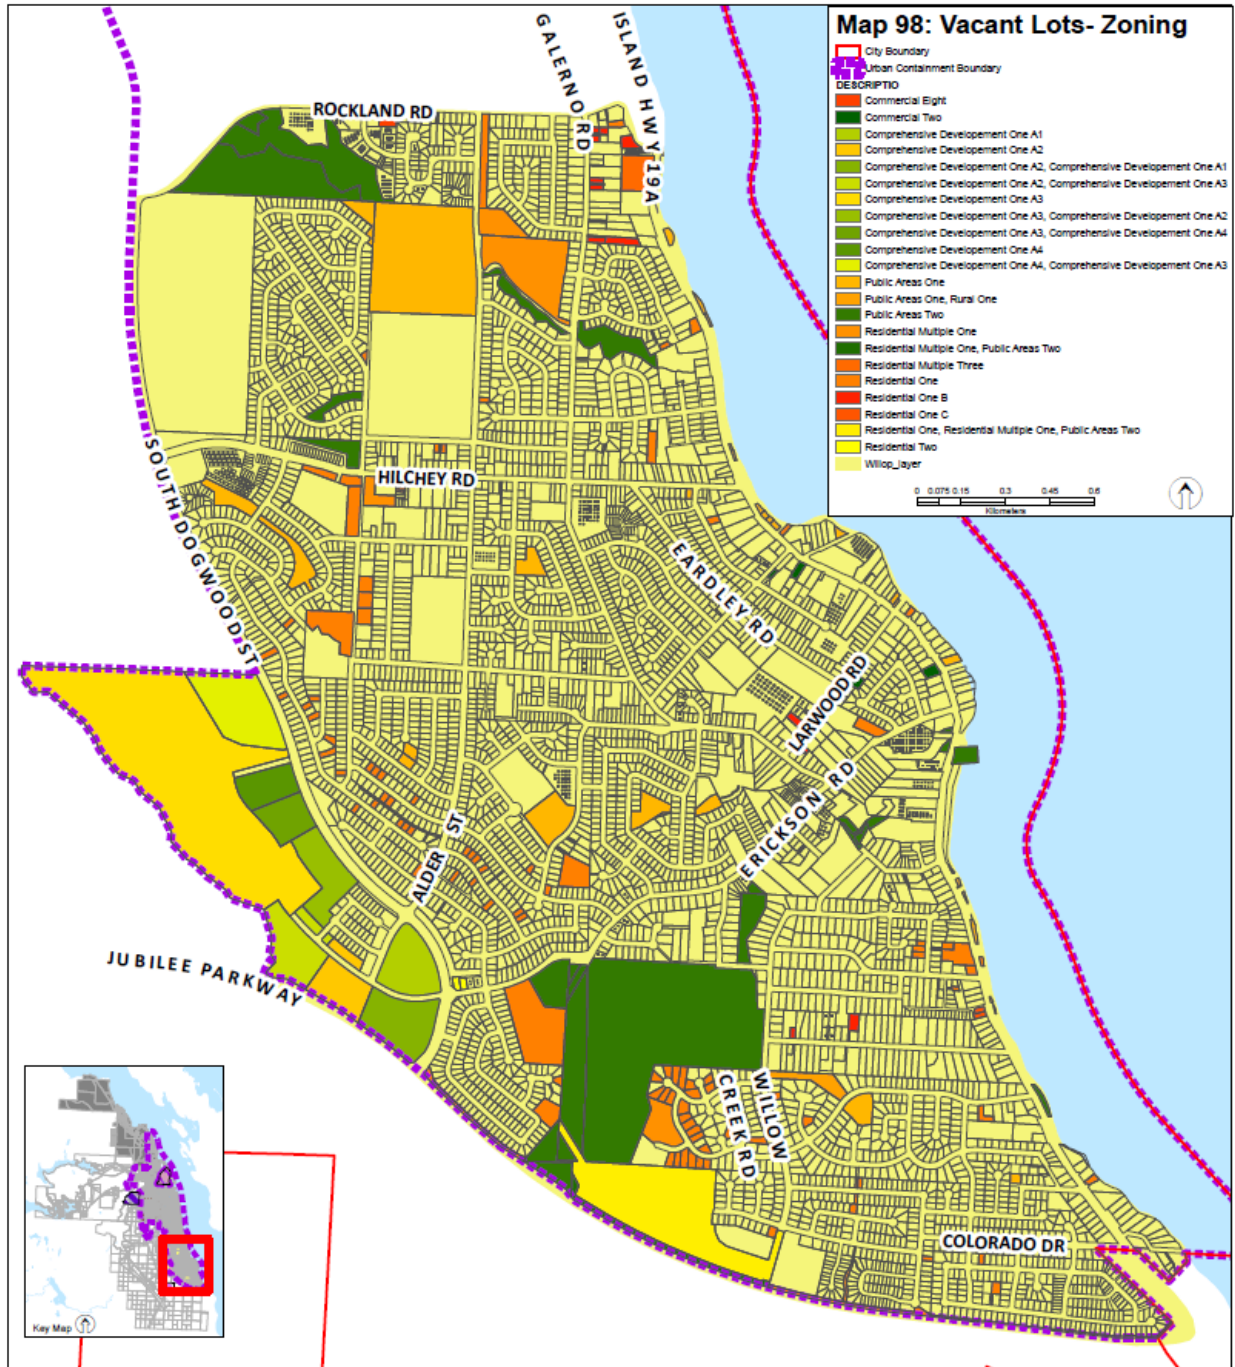 Map 98: Vacant Lots- Zoning
City Boundary
Urban Containment Boundary
DESCRIPTIO
Commercial Eight
Commercial Two
Comprehensive Developement One A1
Comprehensive Developement One A2
Comprehensive Developement One A2, Comprehensive Developement One A1
Comprehensive Developement One A2, Comprehensive Developement One A3
Comprehensive Developement One A3
Comprehensive Developement One A3, Comprehensive Developement One A2
Comprehensive Developement One A3, Comprehensive Developement One A4
Comprehensive Developement One A4
Comprehensive Developement One A4, Comprehensive Developement One A3
Public Areas One
Public Areas One, Rural One
Public Areas Two
Residential Multiple One
Residential Multiple One, Public Areas Two
Residential Multiple Three
Residential One
Residential One B
Residential One C
Residential One, Residential Multiple One, Public Areas Two
Residential Two
Willop_layer
0 0.075 0.15 0.3 0.45 0.6
Kilometers
GALERNO RD
ISLAND HWY 19A
ROCKLAND RD
HILCHEY RD
SOUTH DOGWOOD ST
EARDLEY RD
LARWOOD RD
ERICKSON RD
ALDER ST
JUBILEE PARKWAY
WILLOW
CREEK RD
COLORADO DR
Key Map